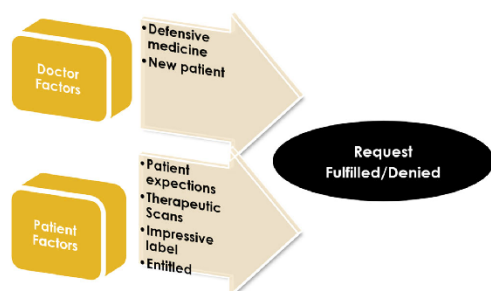 Doctor
Factors
•Defensive
medicine
•New patient
Patient
Factors
•Patient
expections
•Therapeutic
Scans
•Impressive
label
•Entitled
Request
Fulfilled/Denied